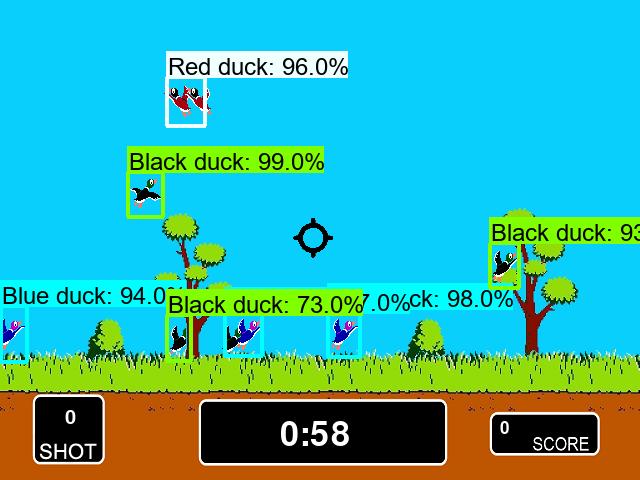 Red duck: 96.0%
Black duck: 99.0%
Black duck: 93
Blue duck: 94.0
Black duck: 73.0%
7.0%
ck: 98.0%
0:58
0
SHOT
0
SCORE